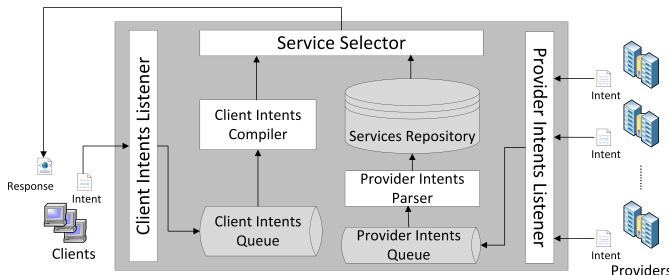 Service Selector
Client Intents Listener
Provider Intents Listener
Client Intents
Compiler
Services Repository
Intent
Intent
Response
Intent
Provider Intents
Parser
Clients
Client Intents
Queue
Provider Intents
Queue
Intent
Providers